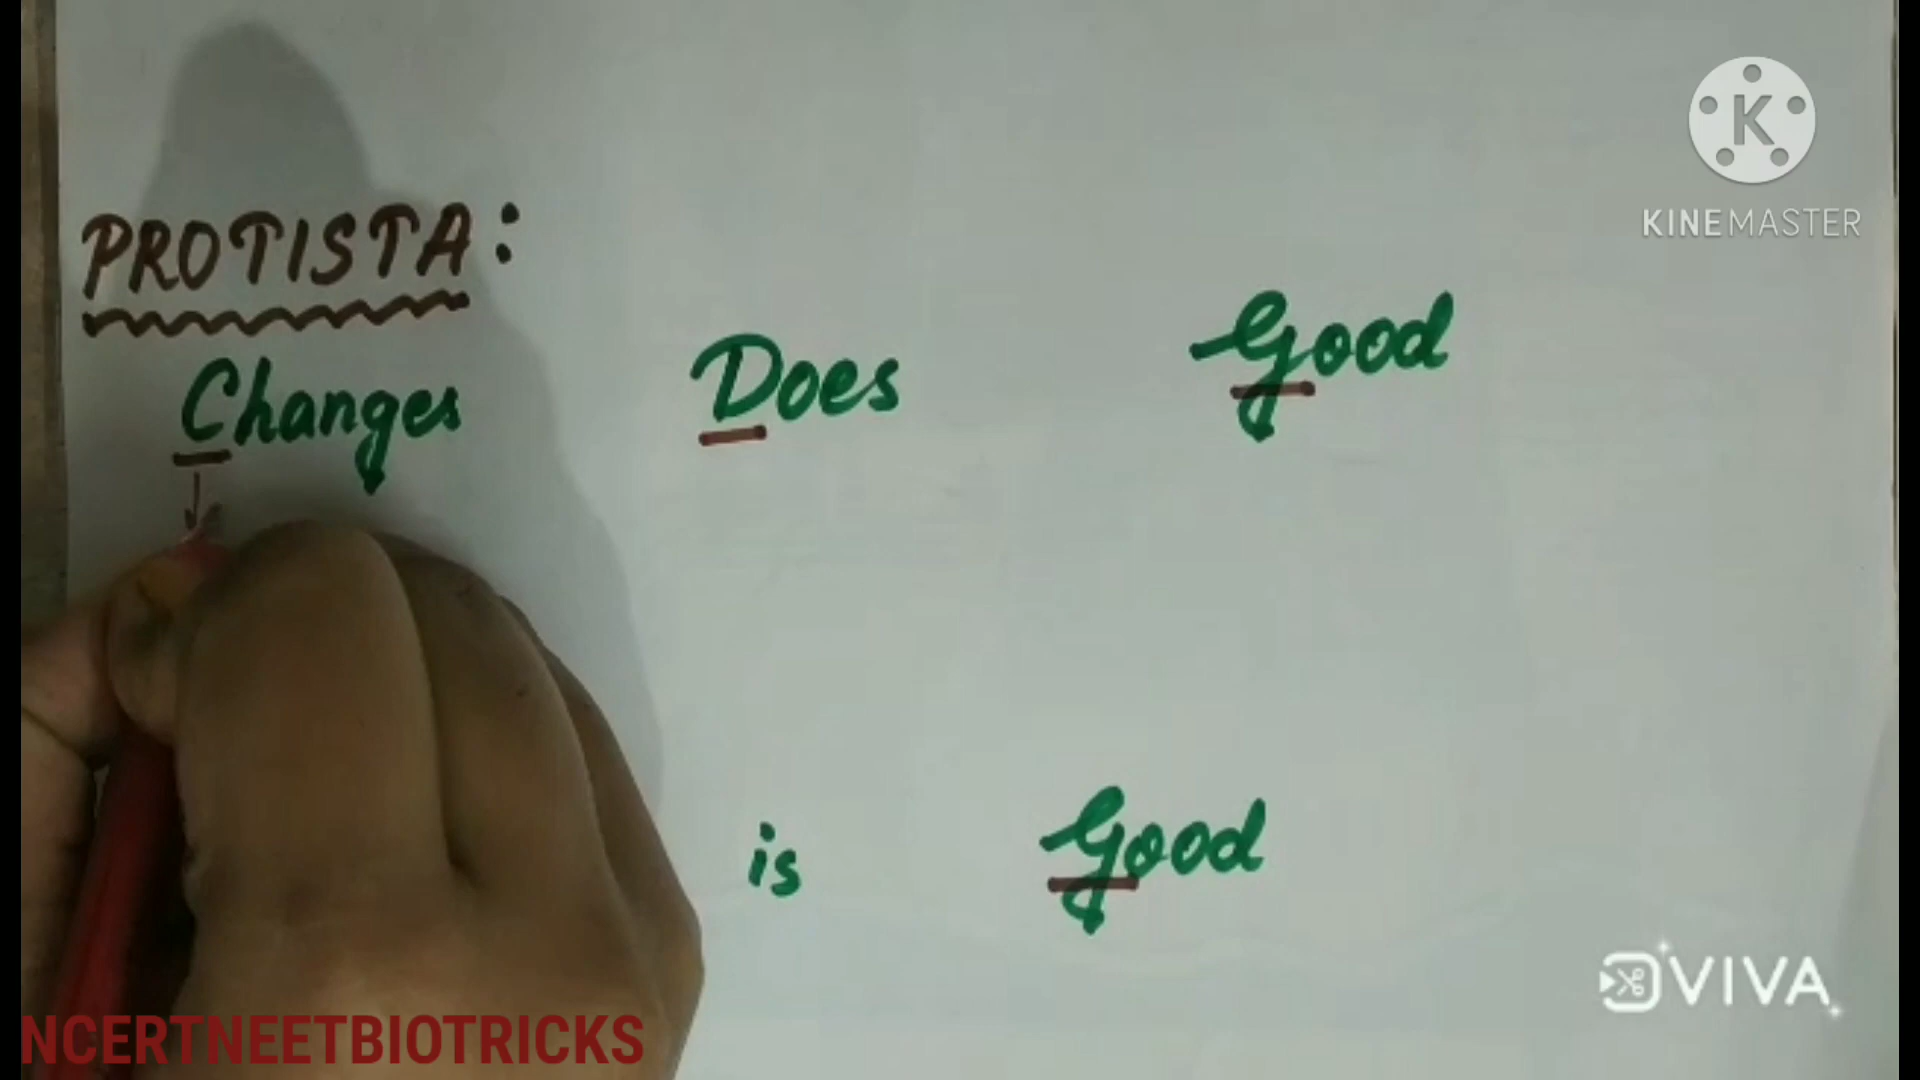 PROTISTA:
Changes Does Good
is Good
KINEMASTER
VIVA
NCERTNEETBIOTRICKS